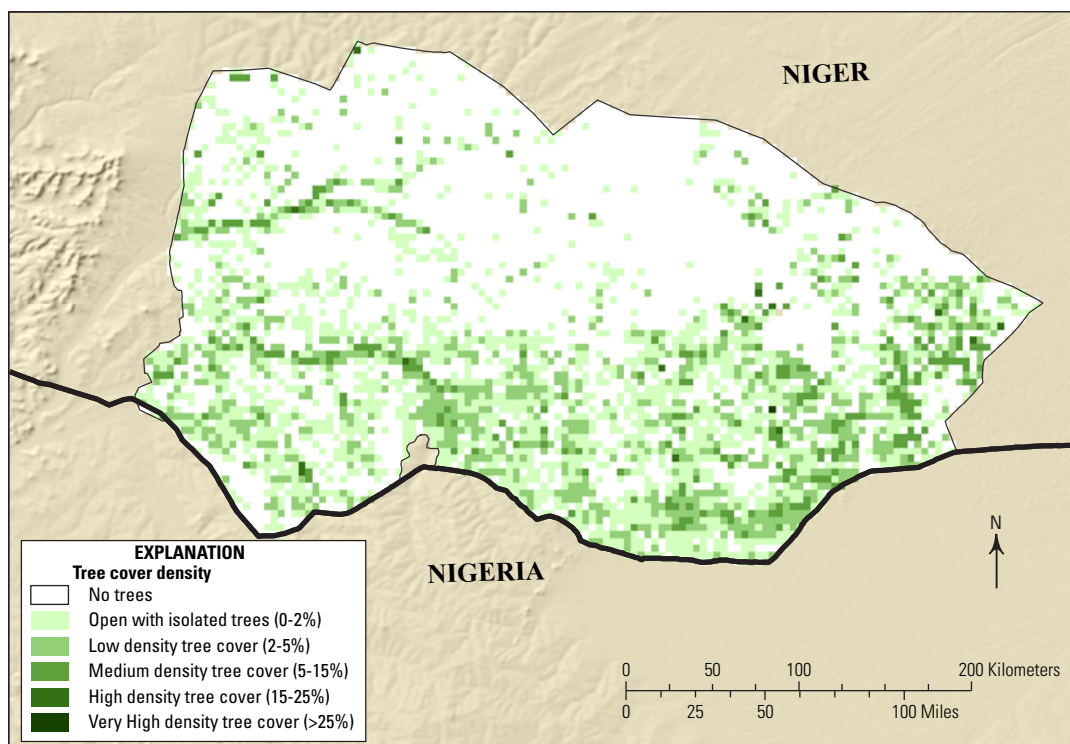 NIGER
NIGERIA
EXPLANATION
Tree cover density
No trees
Open with isolated trees (0-2%)
Low density tree cover (2-5%)
Medium density tree cover (5-15%)
High density tree cover (15-25%)
Very High density tree cover (>25%)
N
0 50 100 200 Kilometers
0 25 50 100 Miles